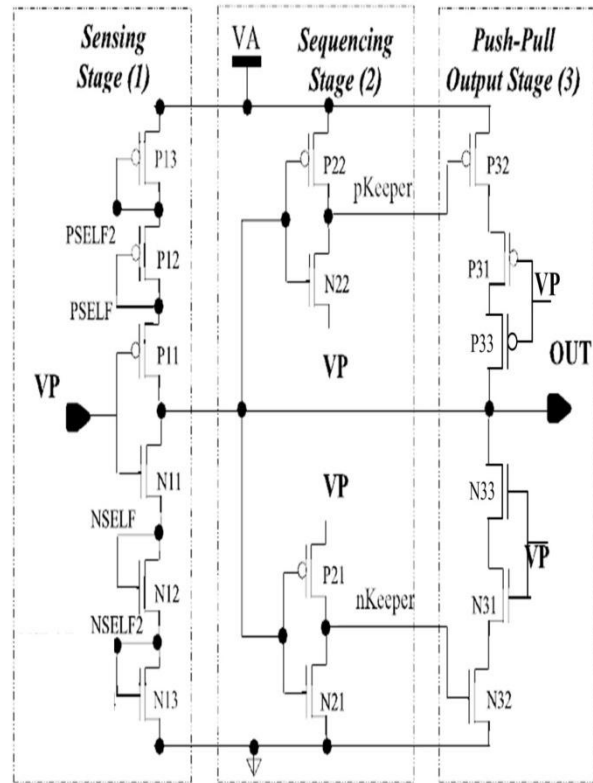 Sensing
Stage (1)
VA
Sequencing
Stage (2)
Push-Pull
Output Stage (3)
P13
P22
P32
pKeeper
PSELF2
P12
P31
VP
N22
PSELF
P33
P11
OUT
VP
VP
N11
VP
N33
NSELF
VP
P21
N12
nKeeper
N31
NSELF2
N13
N21
N32